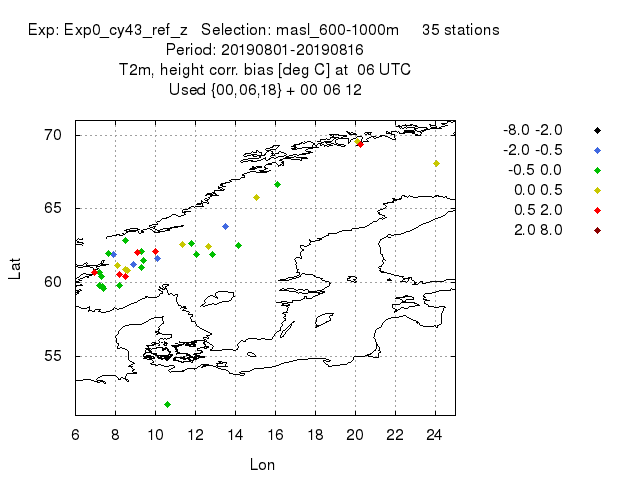 Exp: Exp0_cy43_ref_z   Selection: masl_600-1000m     35 stations
Period: 20190801-20190816
T2m, height corr. bias [deg C] at  06 UTC
Used {00,06,18} + 00 06 12
-8.0 -2.0
-2.0 -0.5
-0.5 0.0
0.0 0.5
0.5 2.0
2.0 8.0
70
65
60
55
Lat
6 8 10 12 14 16 18 20 22 24
Lon